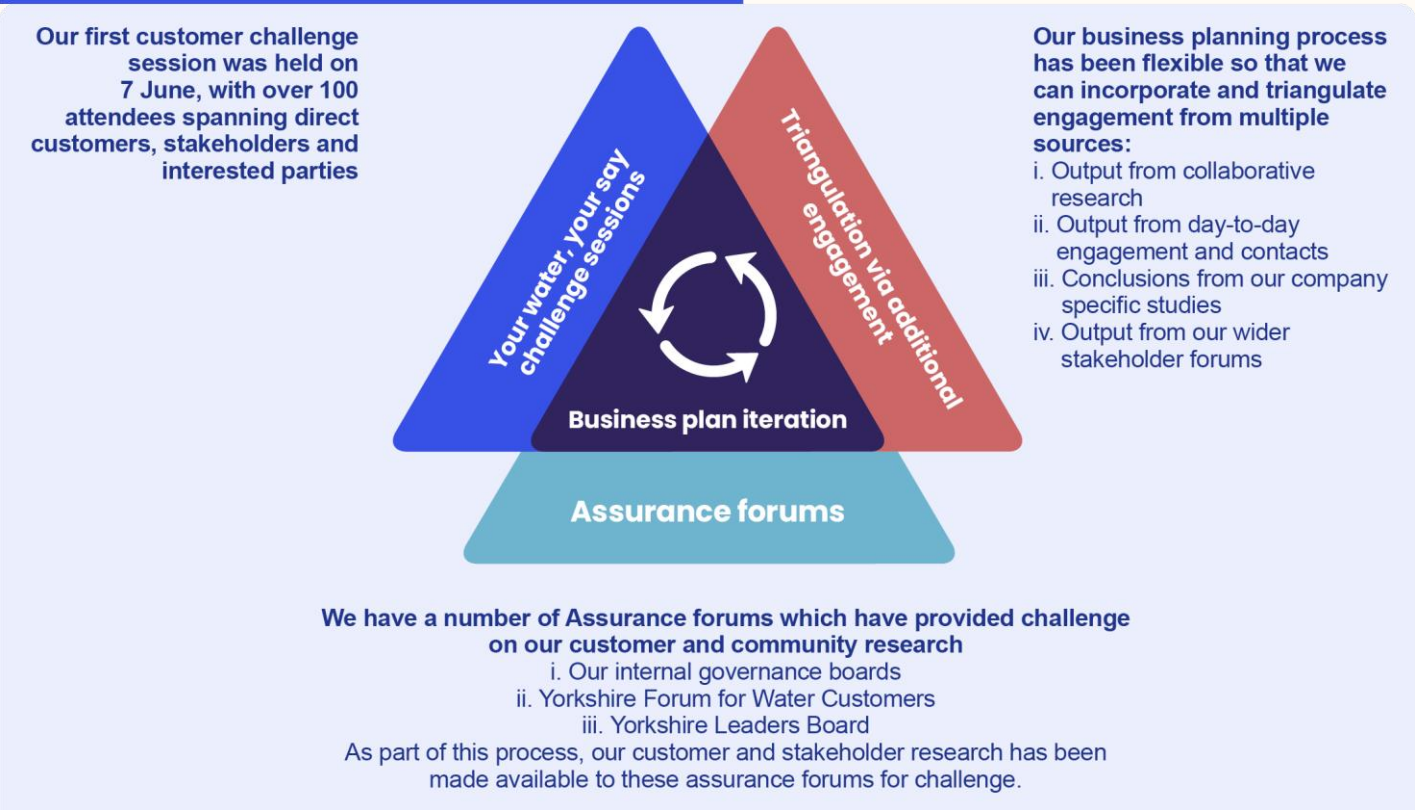 Our first customer challenge
session was held on
7 June, with over 100
attendees spanning direct
customers, stakeholders and
interested parties
Your water, your say
challenge sessions
Triangulation via additional
engagement
Business plan iteration
Assurance forums
Our business planning process
has been flexible so that we
can incorporate and triangulate
engagement from multiple
sources:
i. Output from collaborative
research
ii. Output from day-to-day
engagement and contacts
iii. Conclusions from our company
specific studies
iv. Output from our wider
stakeholder forums
We have a number of Assurance forums which have provided challenge
on our customer and community research
i. Our internal governance boards
ii. Yorkshire Forum for Water Customers
iii. Yorkshire Leaders Board
As part of this process, our customer and stakeholder research has been
made available to these assurance forums for challenge.